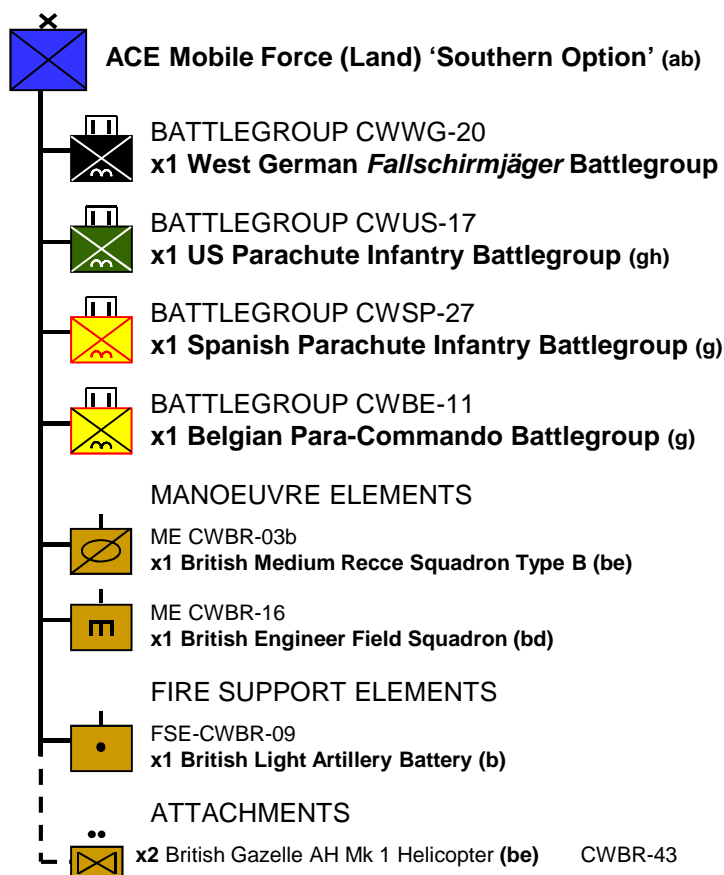 ACE Mobile Force (Land) ‘Southern Option’ (ab)
BATTLEGROUP CWWG-20
x1 West German Fallschirmjäger Battlegroup
BATTLEGROUP CWUS-17
x1 US Parachute Infantry Battlegroup (gh)
BATTLEGROUP CWSP-27
x1 Spanish Parachute Infantry Battlegroup (g)
BATTLEGROUP CWBE-11
x1 Belgian Para-Commando Battlegroup (g)
MANOEUVRE ELEMENTS
ME CWBR-03b
x1 British Medium Recce Squadron Type B (be)
ME CWBR-16
x1 British Engineer Field Squadron (bd)
FIRE SUPPORT ELEMENTS
FSE-CWBR-09
x1 British Light Artillery Battery (b)
ATTACHMENTS
x2 British Gazelle AH Mk 1 Helicopter (be) CWBR-43